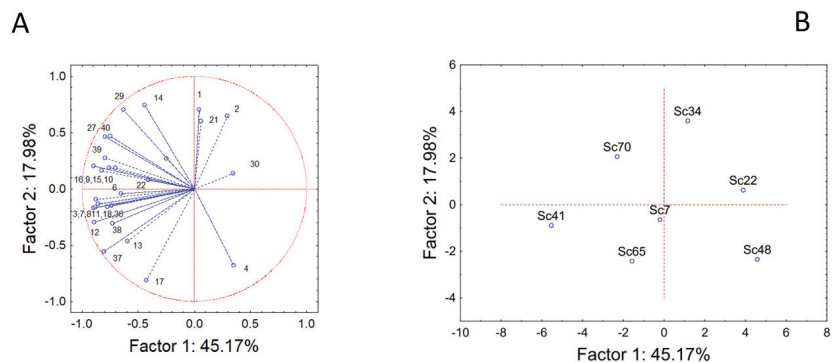 A
B
1.0
0.5
0.0
-0.5
-1.0
Factor 2: 17.98%
29
14
1
2
21
27, 40
39
30
16,9,15,10
6
22
3,7,811,18,36
12
38
13
37
17
4
-1.0 -0.5 0.0 0.5 1.0
Factor 1: 45.17%
6
4
2
0
-2
-4
Factor 2: 17.98%
Sc34
Sc70
Sc22
Sc7
Sc41
Sc65
Sc48
-10 -8 -6 -4 -2 0 2 4 6 8
Factor 1: 45.17%